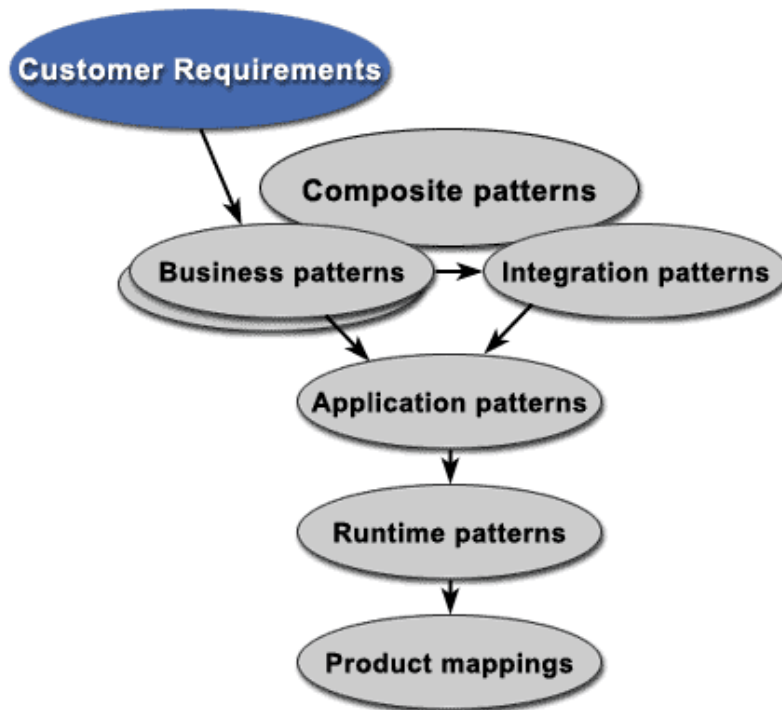 Customer Requirements
Composite patterns
Business patterns
Integration patterns
Application patterns
Runtime patterns
Product mappings